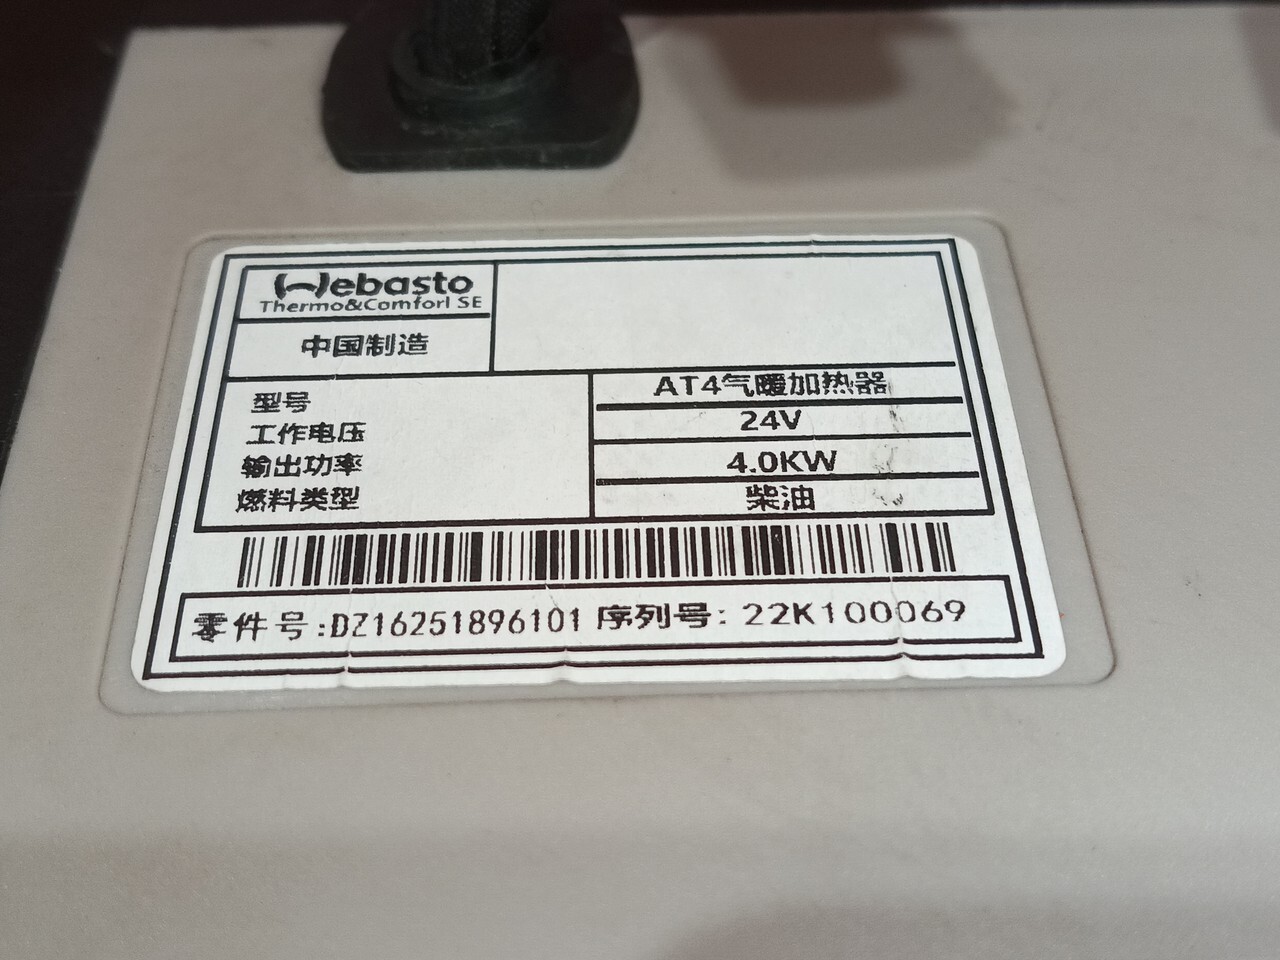 Webasto
Thermo&Comforl SE
中国制造
型号 AT4气暖加热器
工作电压 24V
输出功率 4.0KW
燃料类型 柴油
零件号:DZ16251896101 序列号: 22K100069